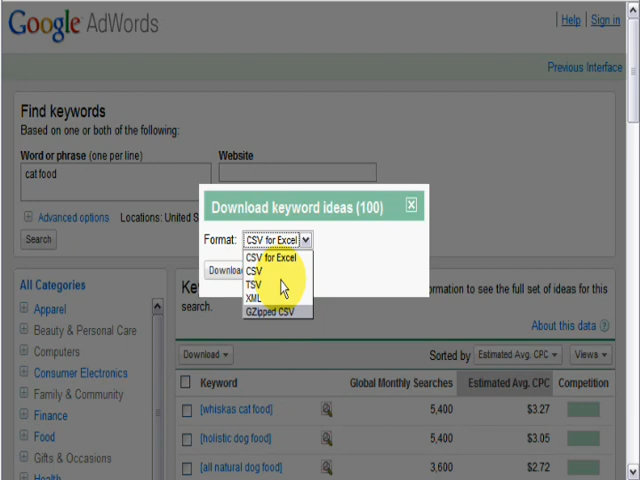 Google AdWords
Help | Sign in
Previous Interface
Find keywords
Based on one or both of the following:
Word or phrase (one per line)
Website
cat food
Advanced options
Locations: United S
Search
Download keyword ideas (100)
Format:
CSV for Excel
CSV for Excel
CSV
TSV
XML
GZipped CSV
Downloa
All Categories
Apparel
Beauty & Personal Care
Computers
Consumer Electronics
Family & Community
Finance
Food
Gifts & Occasions
Health
Ke
ormation to see the full set of ideas for this
search.
About this data
Download
Sorted by
Estimated Avg. CPC
Views
Keyword
Global Monthly Searches
Estimated Avg. CPC
Competition
[whiskas cat food]
5,400
$3.27
[holistic dog food]
5,400
$3.05
[all natural dog food]
3,600
$2.72